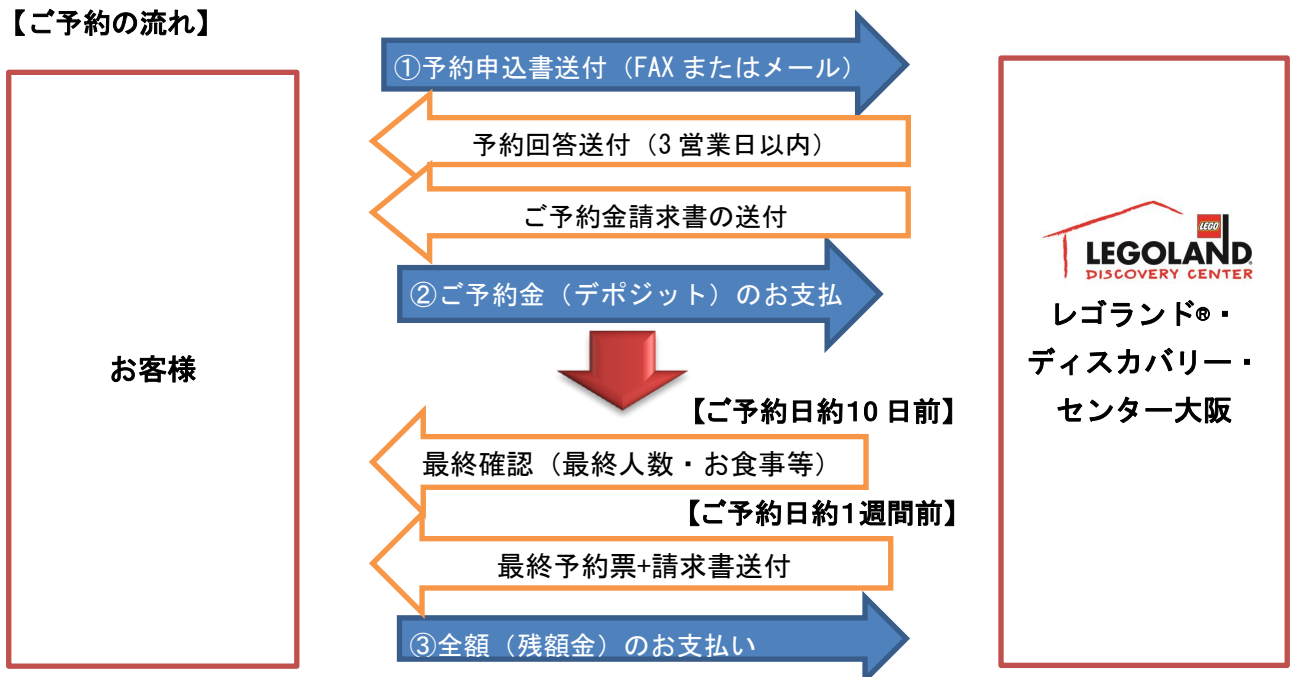 【ご予約の流れ】
①予約申込書送付（FAX またはメール）
予約回答送付（3 営業日以内）
ご予約金請求書の送付
②ご予約金（デポジット）のお支払
お客様
LEGO
LEGOLAND®
DISCOVERY CENTER
レゴランド®・
ディスカバリー・
センター大阪
【ご予約日約10 日前】
最終確認（最終人数・お食事等）
【ご予約日約1週間前】
最終予約票+請求書送付
③全額（残額金）のお支払い